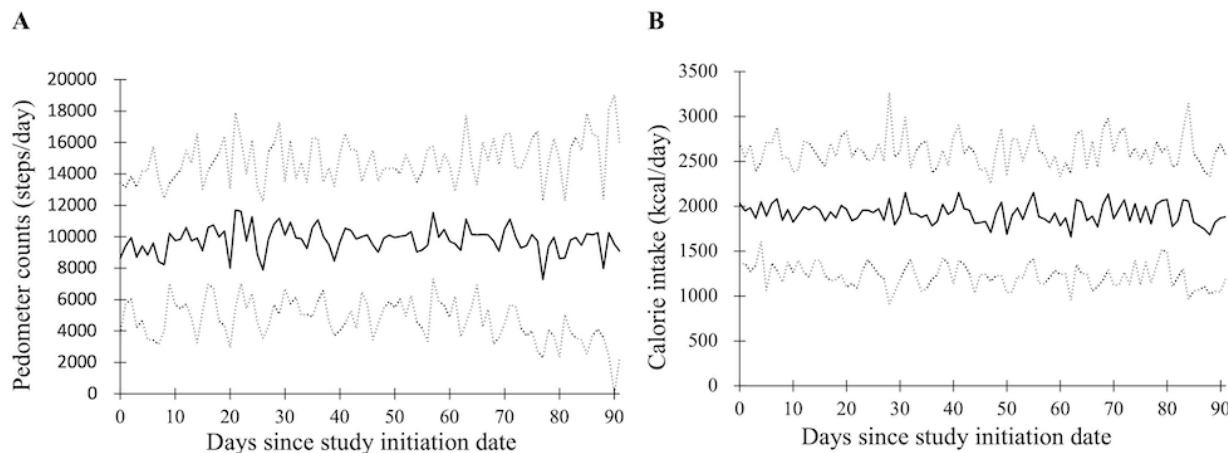 A
Pedometer counts (steps/day)
20000
18000
16000
14000
12000
10000
8000
6000
4000
2000
0
0 10 20 30 40 50 60 70 80 90
Days since study initiation date
B
Calorie intake (kcal/day)
3500
3000
2500
2000
1500
1000
500
0
0 10 20 30 40 50 60 70 80 90
Days since study initiation date